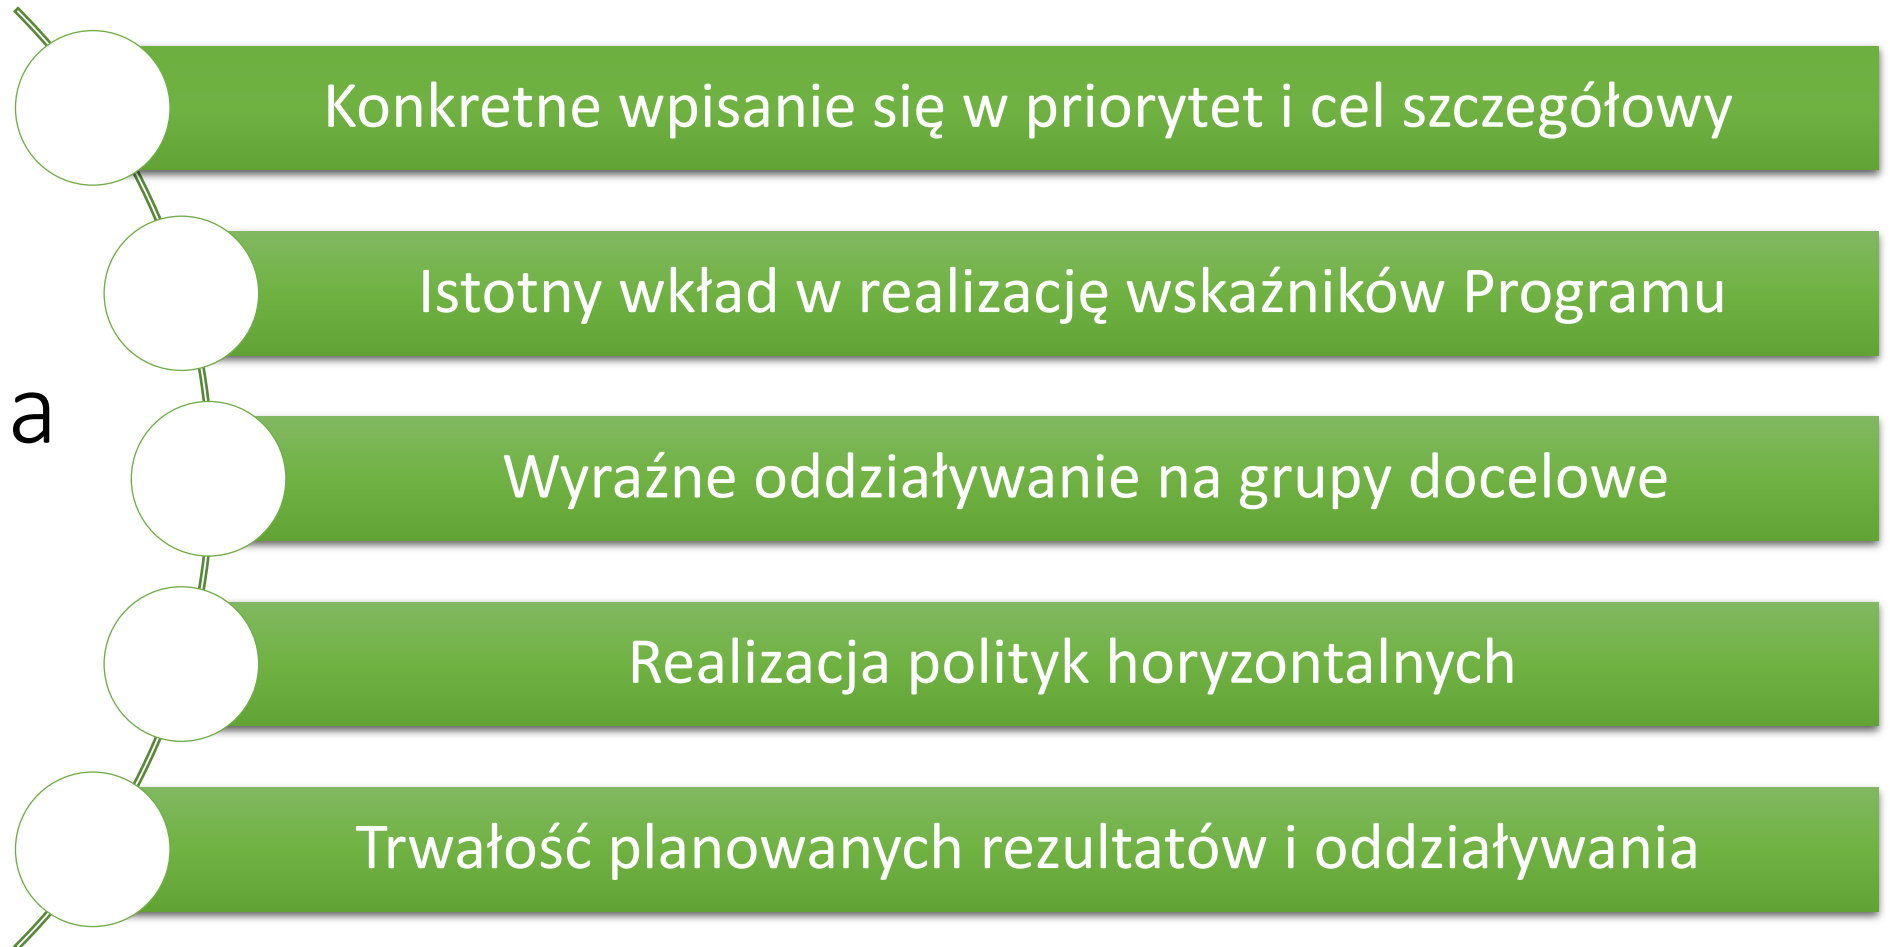 Konkretne wpisanie się w priorytet i cel szczegółowy
Istotny wkład w realizację wskaźników Programu
a
Wyraźne oddziaływanie na grupy docelowe
Realizacja polityk horyzontalnych
Trwałość planowanych rezultatów i oddziaływania